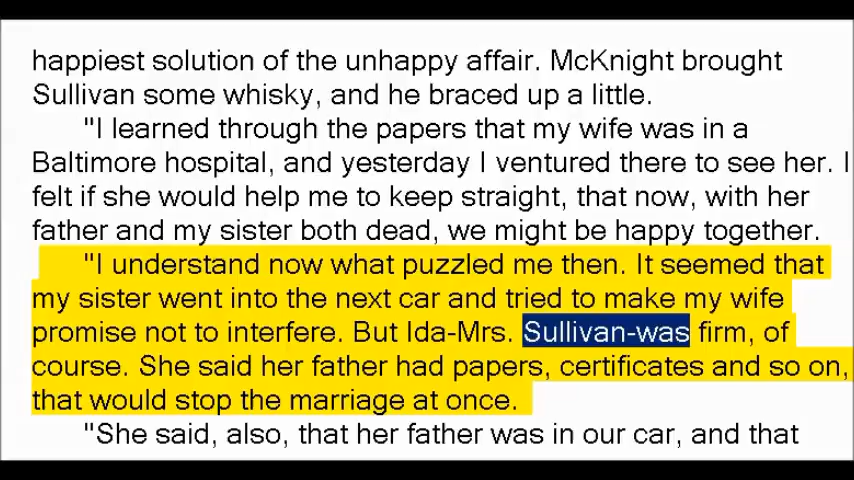 happiest solution of the unhappy affair. McKnight brought
Sullivan some whisky, and he braced up a little.
"I learned through the papers that my wife was in a
Baltimore hospital, and yesterday I ventured there to see her. I
felt if she would help me to keep straight, that now, with her
father and my sister both dead, we might be happy together.
"I understand now what puzzled me then. It seemed that
my sister went into the next car and tried to make my wife
promise not to interfere. But Ida-Mrs. Sullivan-was firm, of
course. She said her father had papers, certificates and so on,
that would stop the marriage at once.
"She said, also, that her father was in our car, and that